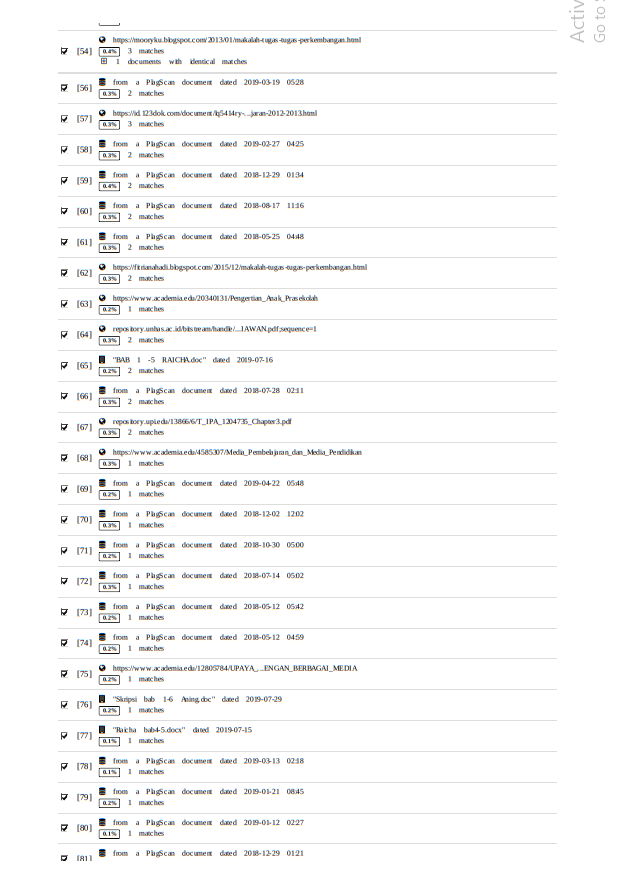 Activ
Go to S
[54] https://mooryku.blogspot.com/2013/01/makalah-tugas-tugas-perkembangan.html
0.4% 3 matches
1 documents with identical matches
[56] from a PlagScan document dated 2019-03-19 05:28
0.3% 2 matches
[57] https://id.123dok.com/document/lq5414ry-...jaran-2012-2013.html
0.3% 3 matches
[58] from a PlagScan document dated 2019-02-27 04:25
0.3% 2 matches
[59] from a PlagScan document dated 2018-12-29 01:34
0.4% 2 matches
[60] from a PlagScan document dated 2018-08-17 11:16
0.3% 2 matches
[61] from a PlagScan document dated 2018-05-25 04:48
0.3% 2 matches
[62] https://fitrianahadi.blogspot.com/2015/12/makalah-tugas-tugas-perkembangan.html
0.3% 2 matches
[63] https://www.academia.edu/20340131/Pengertian_Anak_Prasekolah
0.2% 1 matches
[64] repository.unhas.ac.id/bitstream/handle/...IAWAN.pdf;sequence=1
0.3% 2 matches
[65] "BAB 1 -5 RAICHA.doc" dated 2019-07-16
0.2% 2 matches
[66] from a PlagScan document dated 2018-07-28 02:11
0.3% 2 matches
[67] repository.upi.edu/13866/6/T_IPA_1204735_Chapter3.pdf
0.3% 2 matches
[68] https://www.academia.edu/4585307/Media_Pembelajaran_dan_Media_Pendidikan
0.3% 1 matches
[69] from a PlagScan document dated 2019-04-22 05:48
0.2% 1 matches
[70] from a PlagScan document dated 2018-12-02 12:02
0.3% 1 matches
[71] from a PlagScan document dated 2018-10-30 05:00
0.2% 1 matches
[72] from a PlagScan document dated 2018-07-14 05:02
0.3% 1 matches
[73] from a PlagScan document dated 2018-05-12 05:42
0.2% 1 matches
[74] from a PlagScan document dated 2018-05-12 04:59
0.2% 1 matches
[75] https://www.academia.edu/12805784/UPAYA_...ENGAN_BERBAGAI_MEDIA
0.2% 1 matches
[76] "Skripsi bab 1-6 Aning.doc" dated 2019-07-29
0.2% 1 matches
[77] "Raicha bab4-5.docx" dated 2019-07-15
0.1% 1 matches
[78] from a PlagScan document dated 2019-03-13 02:18
0.1% 1 matches
[79] from a PlagScan document dated 2019-01-21 08:45
0.2% 1 matches
[80] from a PlagScan document dated 2019-01-12 02:27
0.1% 1 matches
[81] from a PlagScan document dated 2018-12-29 01:21